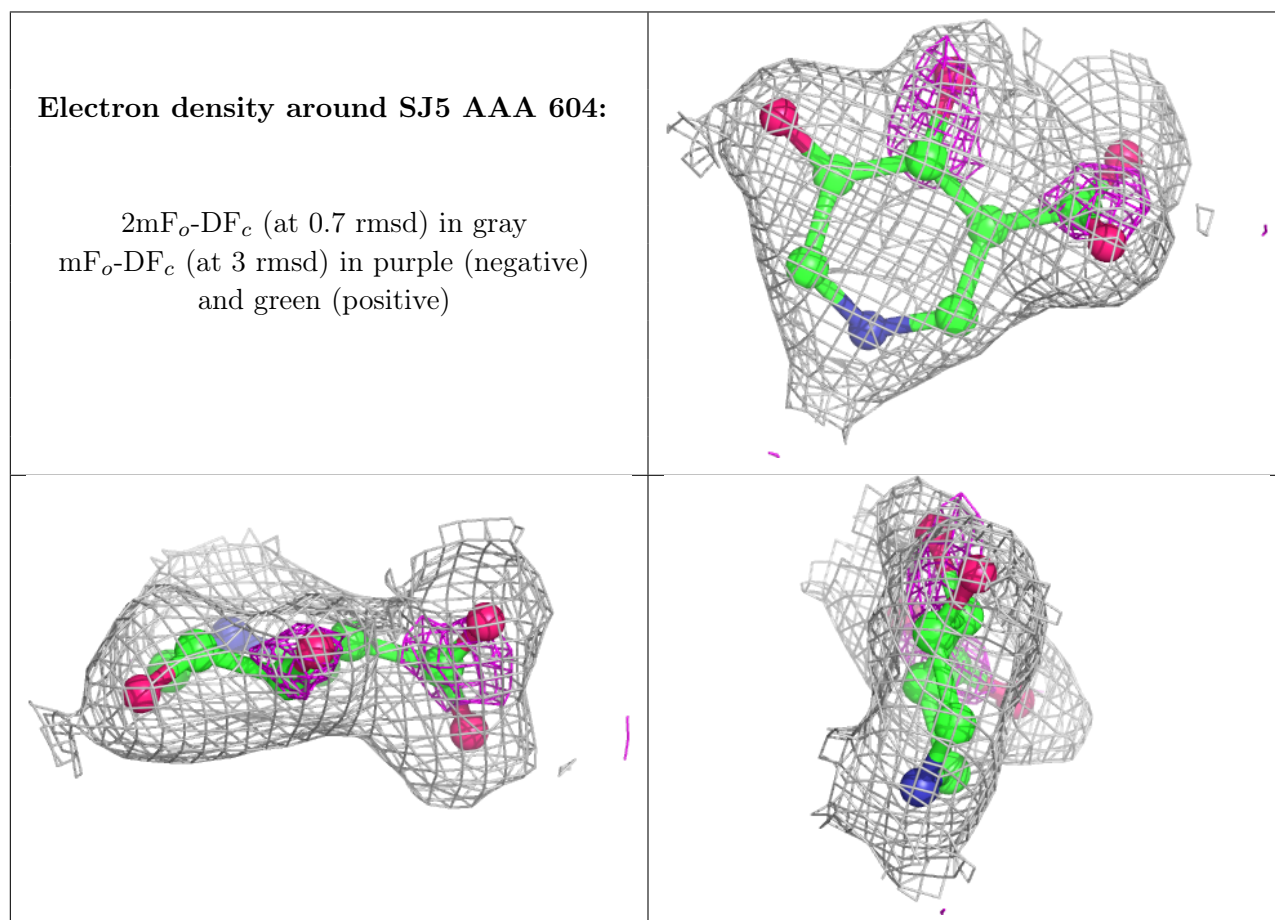 Electron density around SJ5 AAA 604:
2mFo-DFc (at 0.7 rmsd) in gray
mFo-DFc (at 3 rmsd) in purple (negative)
and green (positive)